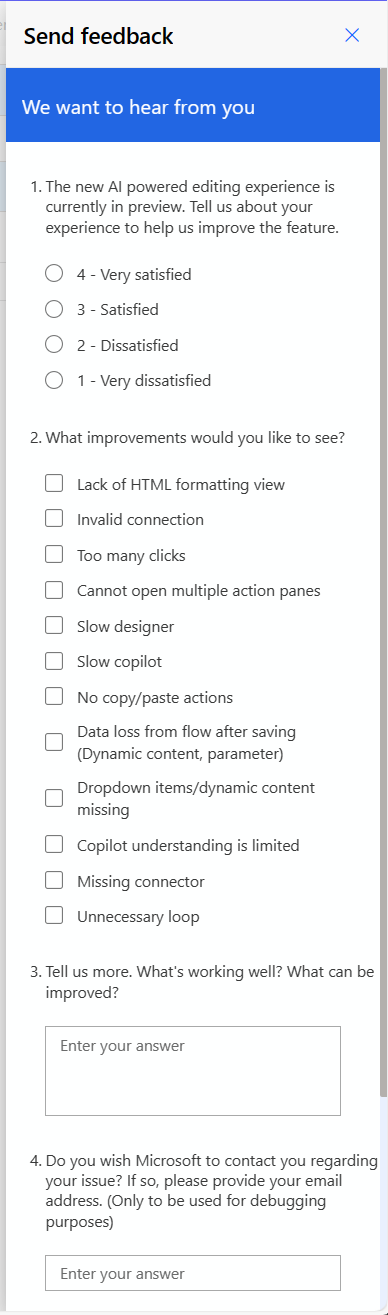 Send feedback
We want to hear from you
1. The new AI powered editing experience is
currently in preview. Tell us about your
experience to help us improve the feature.
4 - Very satisfied
3 - Satisfied
2 - Dissatisfied
1 - Very dissatisfied
2. What improvements would you like to see?
Lack of HTML formatting view
Invalid connection
Too many clicks
Cannot open multiple action panes
Slow designer
Slow copilot
No copy/paste actions
Data loss from flow after saving
(Dynamic content, parameter)
Dropdown items/dynamic content
missing
Copilot understanding is limited
Missing connector
Unnecessary loop
3. Tell us more. What's working well? What can be
improved?
Enter your answer
4. Do you wish Microsoft to contact you regarding
your issue? If so, please provide your email
address. (Only to be used for debugging
purposes)
Enter your answer